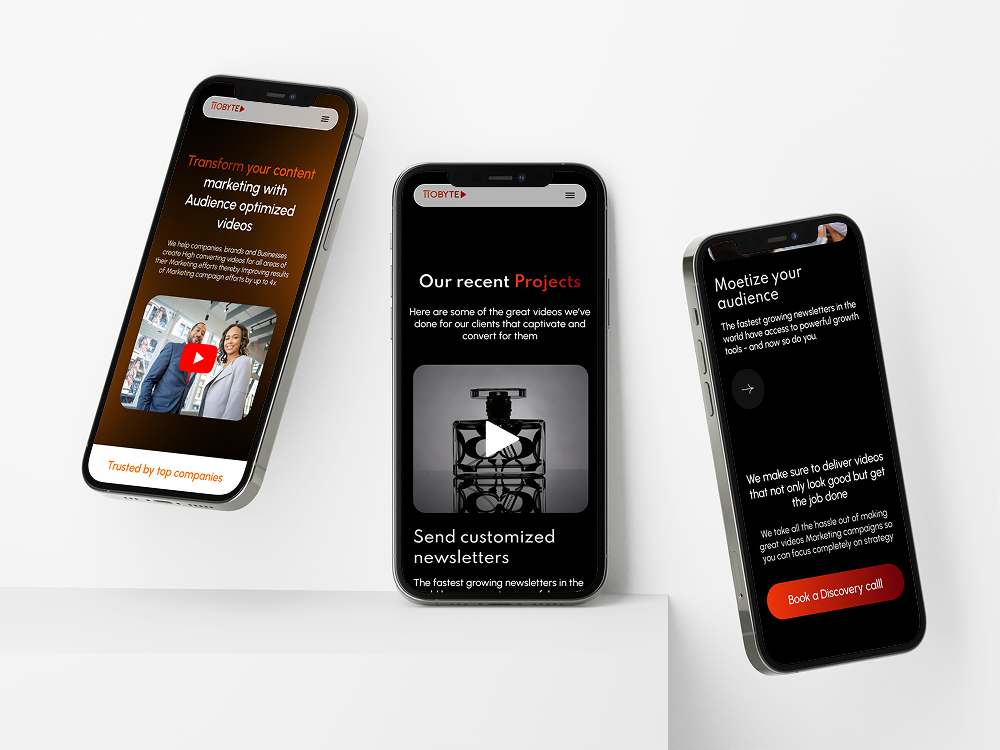 TTOBYTE
Transform your content
marketing with
Audience optimized
videos
We help companies, brands and Businesses
create High converting videos for all areas of
their Marketing efforts thereby Improving results
of Marketing campaign efforts by up to 4x
Trusted by top companies
TTOBYTE
Our recent Projects
Here are some of the great videos we've
done for our clients that captivate and
convert for them
Send customized
newsletters
The fastest growing newsletters in the
Moetize your
audience
The fastest growing newsletters in the
world have access to powerful growth
tools - and now so do you.
We make sure to deliver videos
that not only look good but get
the job done
We take all the hassle out of making
great videos Marketing campaigns so
you can focus completely on strategy
Book a Discovery calll